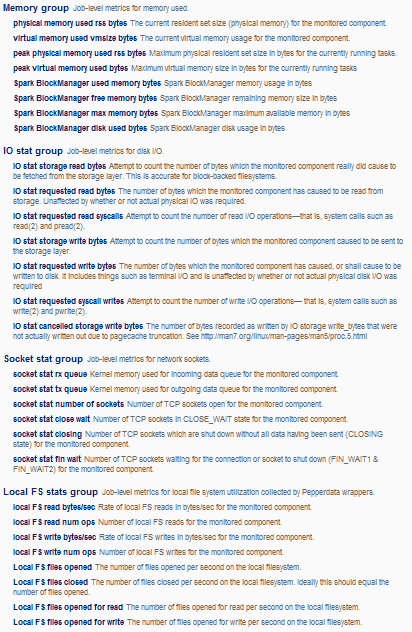 Memory group Job-level metrics for memory used.
physical memory used rss bytes The current resident set size (physical memory) for the monitored component.
virtual memory used vmsize bytes The current virtual memory usage for the monitored component.
peak physical memory used rss bytes Maximum physical resident set size in bytes for the currently running tasks.
peak virtual memory used bytes Maximum virtual memory size in bytes for the currently running tasks
Spark BlockManager used memory bytes Spark BlockManager memory usage in bytes
Spark BlockManager free memory bytes Spark BlockManager remaining memory size in bytes
Spark BlockManager max memory bytes Spark BlockManager maximum available memory in bytes
Spark BlockManager disk used bytes Spark BlockManager disk usage in bytes
IO stat group Job-level metrics for disk I/O.
IO stat storage read bytes Attempt to count the number of bytes which the monitored component really did cause to
be fetched from the storage layer. This is accurate for block-backed filesystems.
IO stat requested read bytes The number of bytes which the monitored component has caused to be read from
storage. Unaffected by whether or not actual physical IO was required.
IO stat requested read syscalls Attempt to count the number of read I/O operations—that is, system calls such as
read(2) and pread(2).
IO stat storage write bytes Attempt to count the number of bytes which the monitored component caused to be sent to
the storage layer.
IO stat requested write bytes The number of bytes which the monitored component has caused, or shall cause to be
written to disk. It includes things such as terminal I/O and is unaffected by whether or not actual physical disk I/O was
required
IO stat requested syscall writes Attempt to count the number of write I/O operations— that is, system calls such as
write(2) and pwrite(2).
IO stat cancelled storage write bytes The number of bytes recorded as written by IO storage write_bytes that were
not actually written out due to pagecache truncation. See http://man7.org/linux/man-pages/man5/proc.5.html
Socket stat group Job-level metrics for network sockets.
socket stat rx queue Kernel memory used for incoming data queue for the monitored component.
socket stat tx queue Kernel memory used for outgoing data queue for the monitored component.
socket stat number of sockets Number of TCP sockets open for the monitored component.
socket stat close wait Number of TCP sockets in CLOSE_WAIT state for the monitored component.
socket stat closing Number of TCP sockets which are shut down without all data having been sent (CLOSING
state) for the monitored component.
socket stat fin wait Number of TCP sockets waiting for the connection or socket to shut down (FIN_WAIT1 &
FIN_WAIT2) for the monitored component.
Local FS stats group Job-level metrics for local file system utilization collected by Pepperdata wrappers.
local FS read bytes/sec Rate of local FS reads in bytes/sec for the monitored component.
local FS read num ops Number of local FS reads for the monitored component.
local FS write bytes/sec Rate of local FS writes in bytes/sec for the monitored component.
local FS write num ops Number of local FS writes for the monitored component.
Local FS files opened The number of files opened per second on the local filesystem.
Local FS files closed The number of files closed per second on the local filesystem. Ideally this should equal the
number of files opened.
Local FS files opened for read The number of files opened for read per second on the local filesystem.
Local FS files opened for write The number of files opened for write per second on the local filesystem.